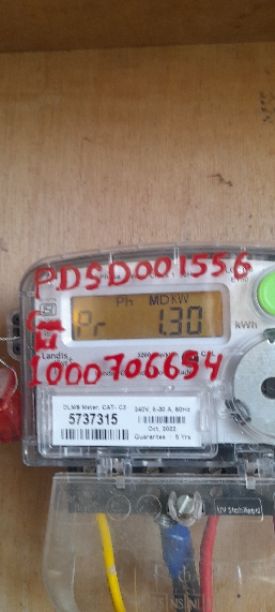 PDSD001556
Ph MD KW
Pr 1.30
kWh
Landis
1000706694
DLMS Meter, CAT- C2
5737315
240V, 5-30 A, 50Hz
Oct. 2022
Guarantee : 5 Yrs